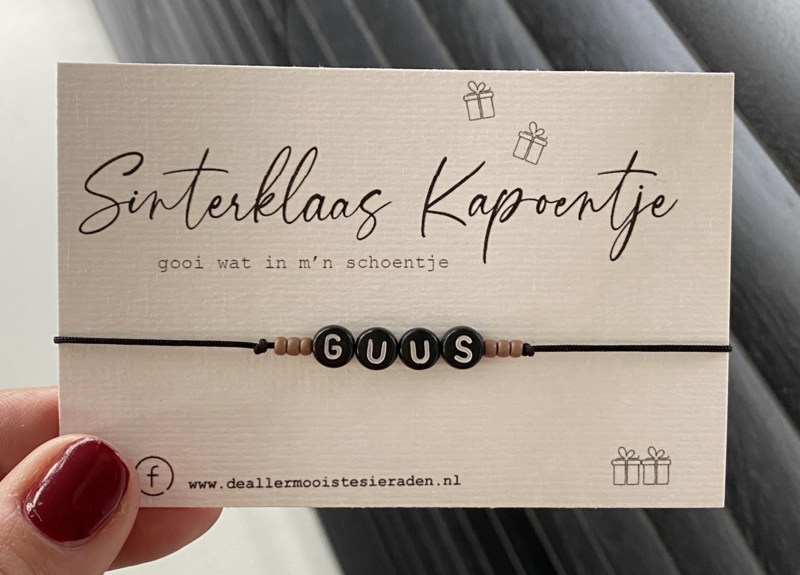 Sinterklaas Kapoentje
gooi wat in m'n schoentje
GUUS
f www.deallermooistesieraden.nl